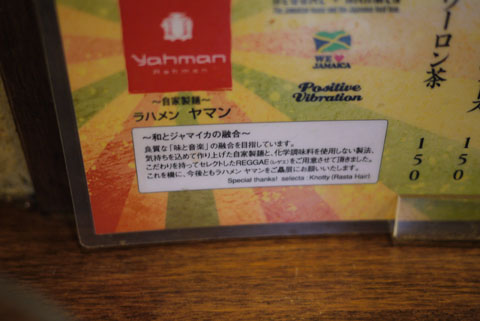 Yahman
Rahmen
〜自家製麺〜
ラハメン ヤマン
WE JAMAICA
Positive
Vibration
ーロン茶
150
150
〜和とジャマイカの融合〜
良質な「味と音楽」の融合を目指しています。
気持ちを込めて作り上げた自家製麺と、化学調味料を使用しない製法、
こだわりを持ってセレクトしたREGGAE(レゲエ)をご用意させて頂きました。
これを機に、今後ともラハメン ヤマンをご贔屓にお願いいたします。
Special thanks! selecta : Knotty (Rasta Hair)